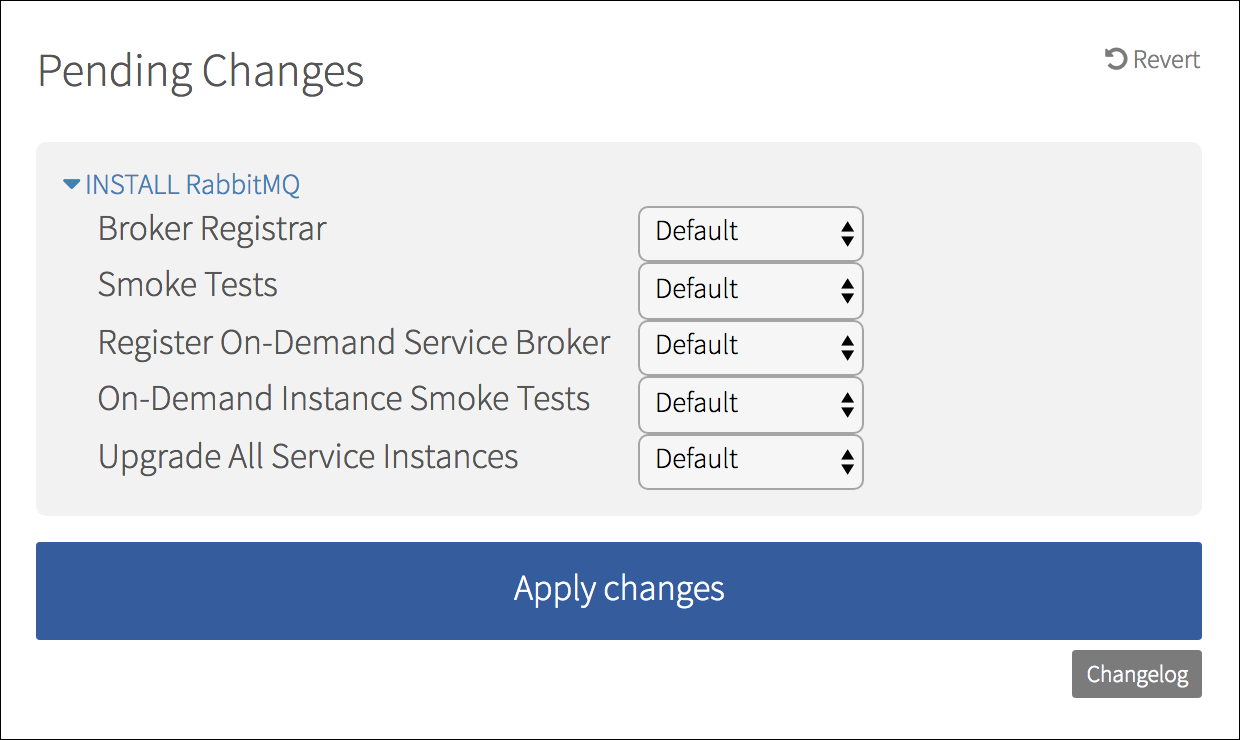 Pending Changes
Revert
INSTALL RabbitMQ
Broker Registrar Default
Smoke Tests Default
Register On-Demand Service Broker Default
On-Demand Instance Smoke Tests Default
Upgrade All Service Instances Default
Apply changes
Changelog